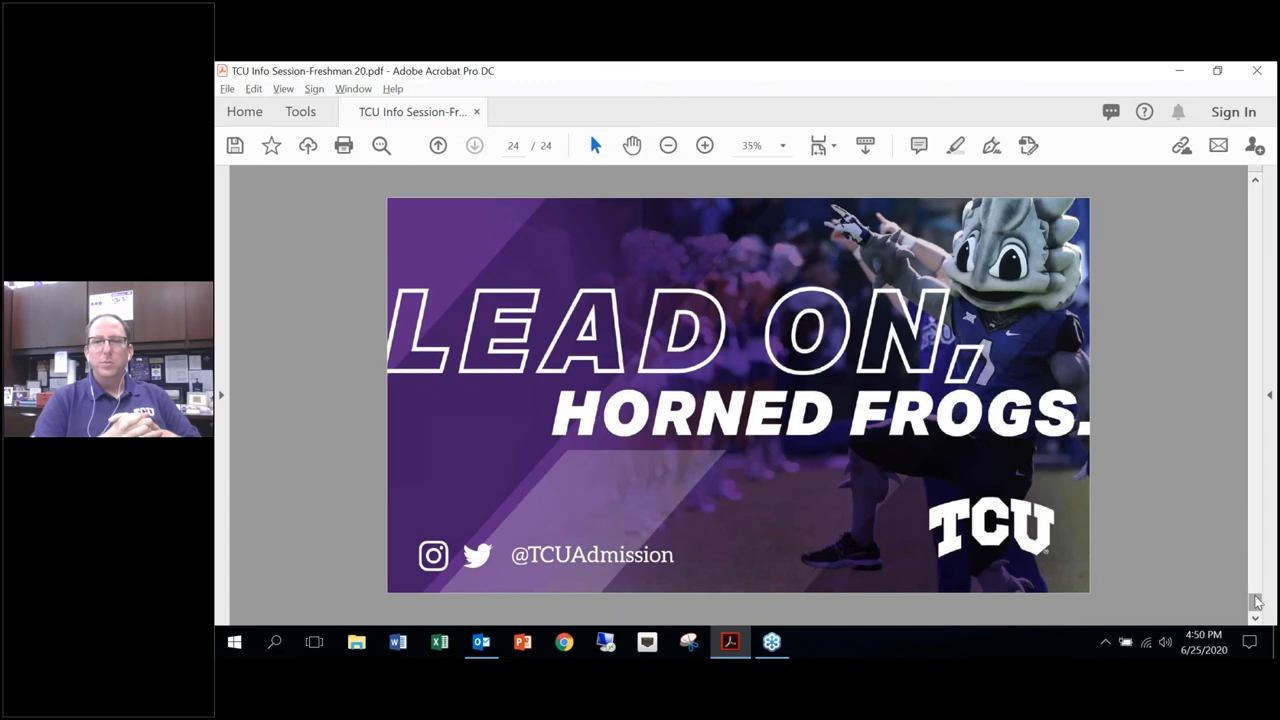 TCU Info Session-Freshman 20.pdf - Adobe Acrobat Pro DC
File Edit View Sign Window Help
Home Tools TCU Info Session-Fr... × Sign In
24 / 24 35%
LEAD ON,
HORNED FROGS.
TCU
@TCUAdmission
TCU
4:50 PM
6/25/2020